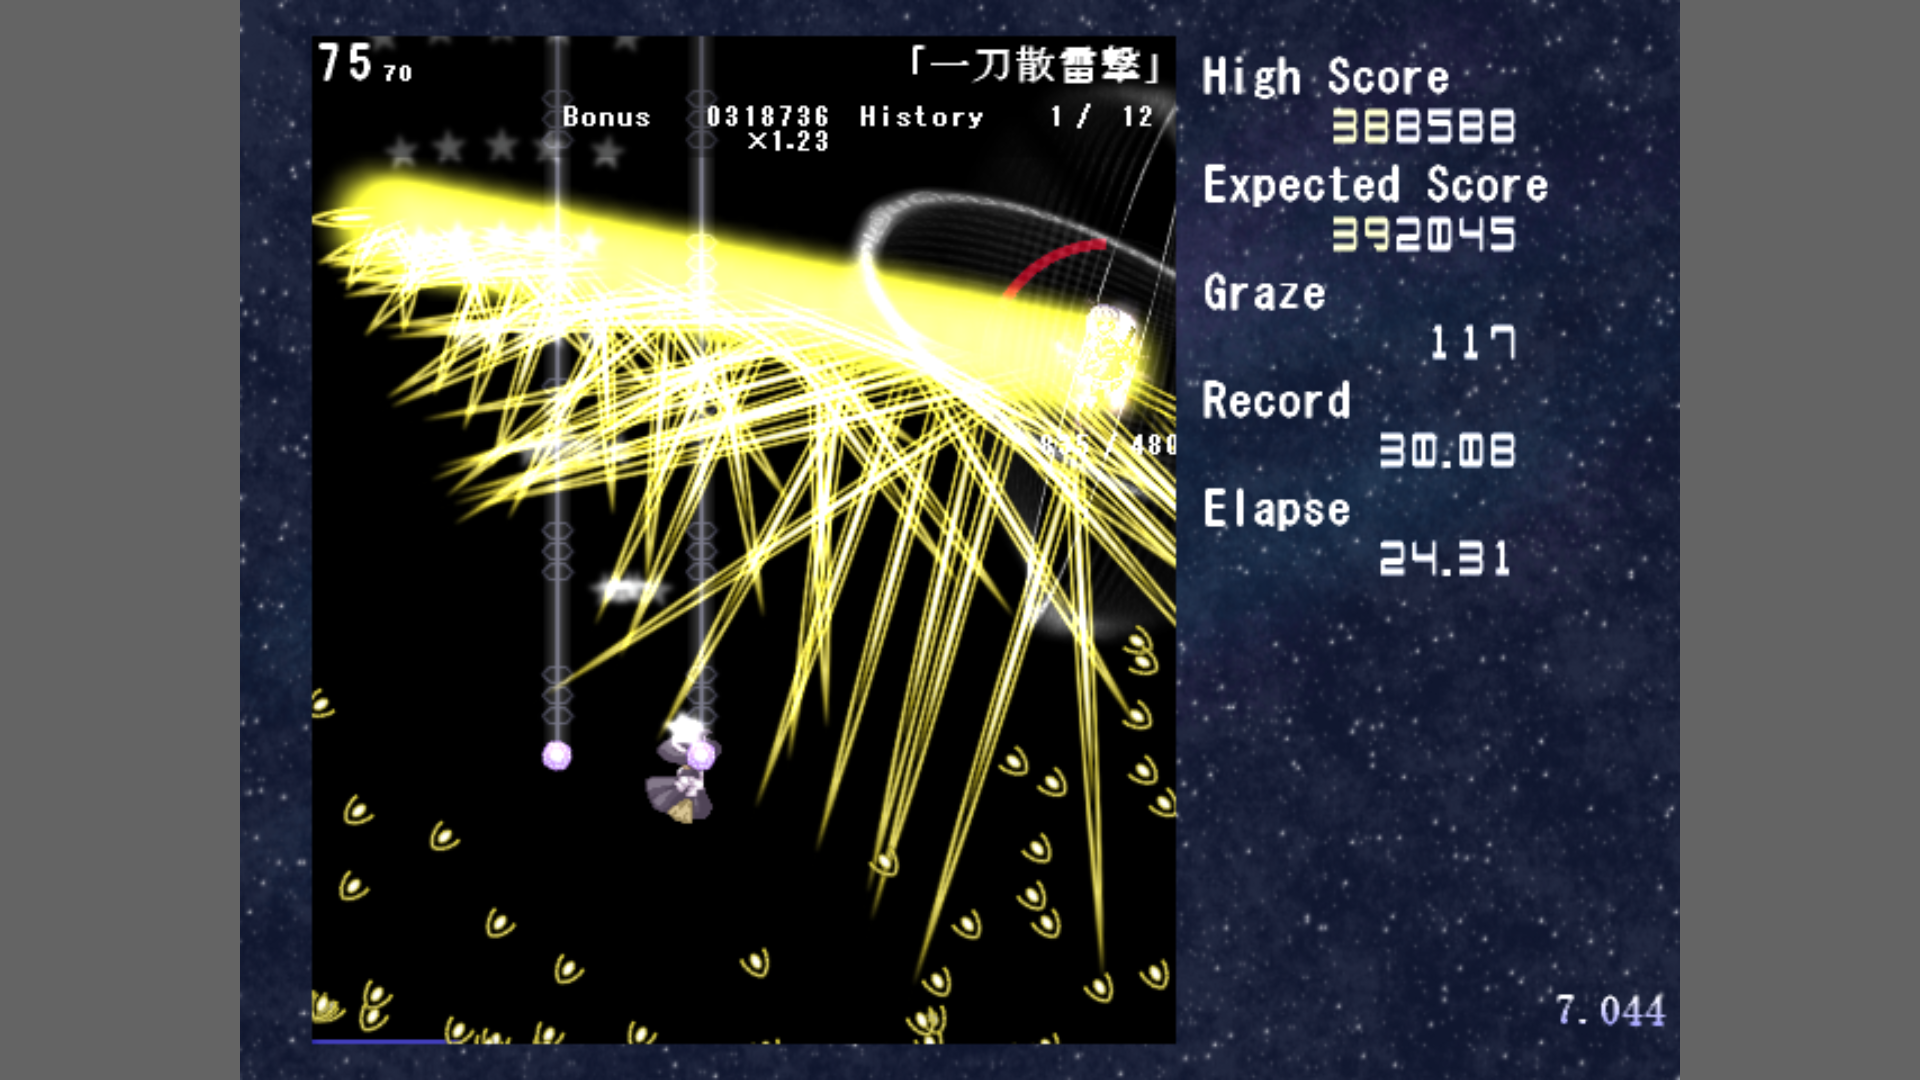 75 70
「一刀散雷撃」
Bonus 0318736 History 1 / 12
×1.23
High Score
388588
Expected Score
392045
Graze
117
Record
30.08
Elapse
24.31
/ 480
7.044